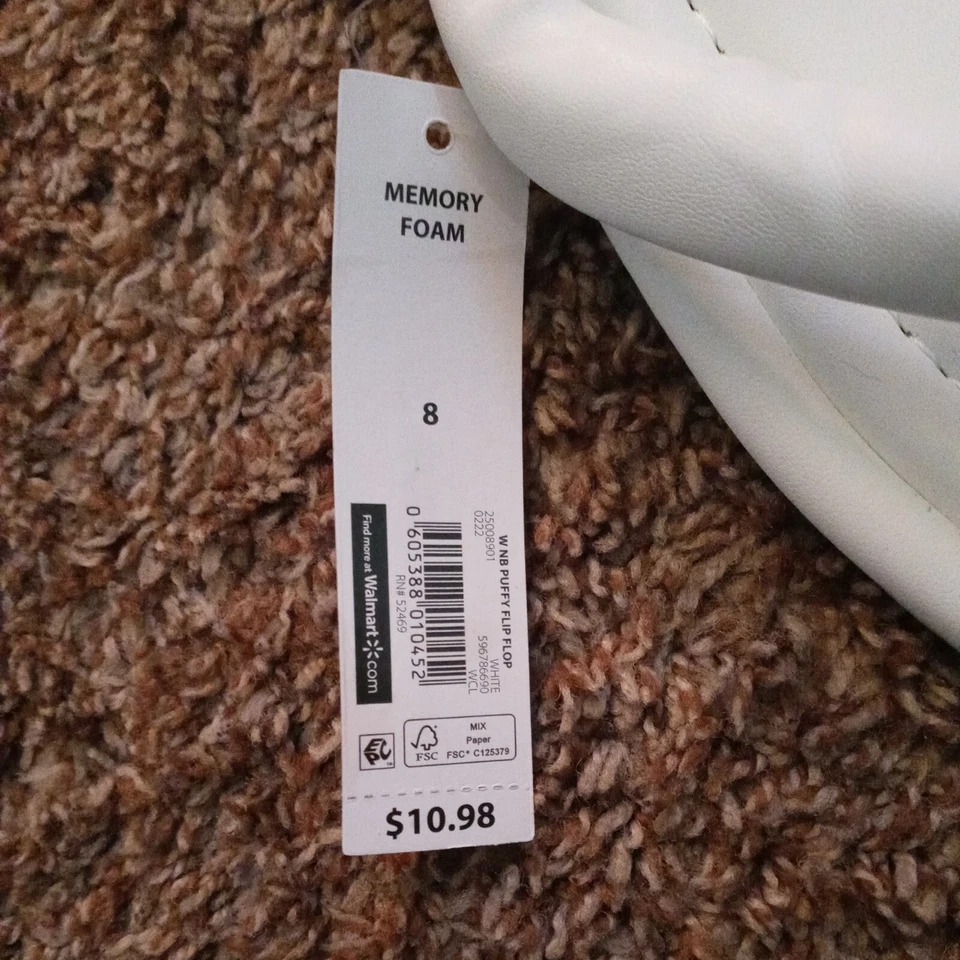 MEMORY
FOAM
8
W NB PUFFY FLIP FLOP
WHITE
25008901
596786690
0222
WCL
0 605388 010452
RN# 52469
Find more at Walmart.com
EPC
FSC
MIX
Paper
FSC® C125379
$10.98